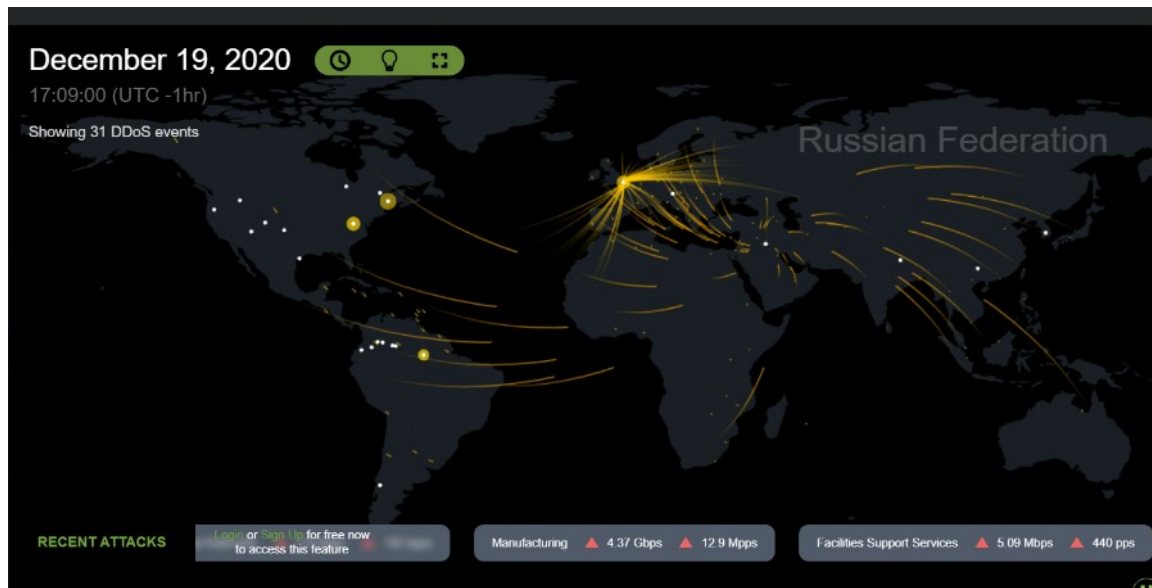 December 19, 2020
17:09:00 (UTC -1hr)
Showing 31 DDoS events
Russian Federation
RECENT ATTACKS
Login or Sign Up for free now
to access this feature
Manufacturing 4.37 Gbps 12.9 Mpps
Facilities Support Services 5.09 Mbps 440 pps